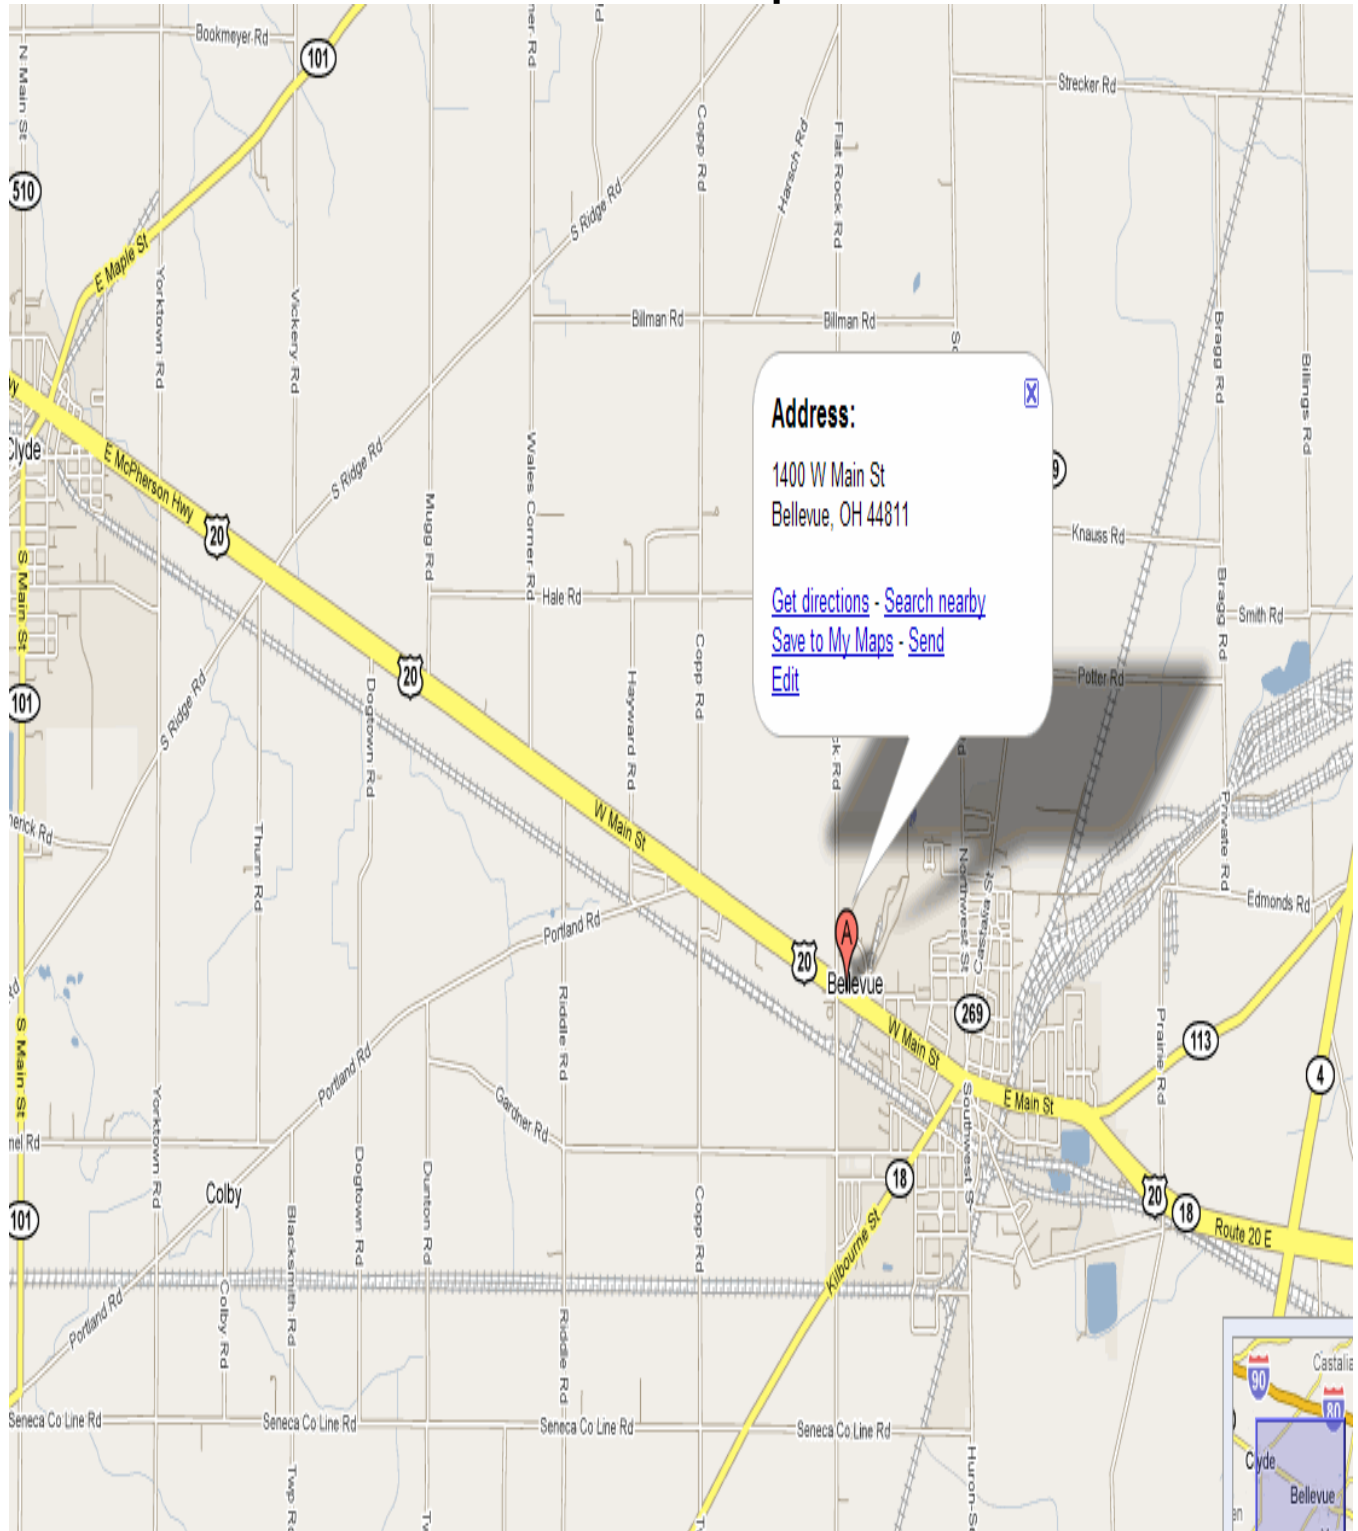 Bookmeyer Rd
101
N Main St
Strecker Rd
Copp Rd
Harsch Rd
Flat Rock Rd
510
S Ridge Rd
E Maple St
Yorktown Rd
Vickery Rd
Billman Rd
Billman Rd
Bragg Rd
Billings Rd
Address:
1400 W Main St
Bellevue, OH 44811
Get directions - Search nearby
Save to My Maps - Send
Edit
Clyde
E McPherson Hwy
20
S Ridge Rd
Mugg Rd
Wales Corner Rd
Knauss Rd
Bragg Rd
S Main St
Hale Rd
Smith Rd
Copp Rd
Hayward Rd
20
Potter Rd
101
S Ridge Rd
Dogtown Rd
Thurn Rd
W Main St
Private Rd
Northwest St
Castalia St
Edmonds Rd
Portland Rd
A
20
Bellevue
269
W Main St
Riddle Rd
Prairie Rd
113
4
S Main St
Portland Rd
Gardner Rd
E Main St
Yorktown Rd
Southwest S
Colby
Dogtown Rd
Dunton Rd
Copp Rd
18
20
18
Route 20 E
101
Blacksmith Rd
Kilbourne St
Colby Rd
Portland Rd
Riddle Rd
90
Castalia
80
Seneca Co Line Rd
Seneca Co Line Rd
Seneca Co Line Rd
Seneca Co Line Rd
Clyde
Bellevue
Twp Rd
Huron-Se